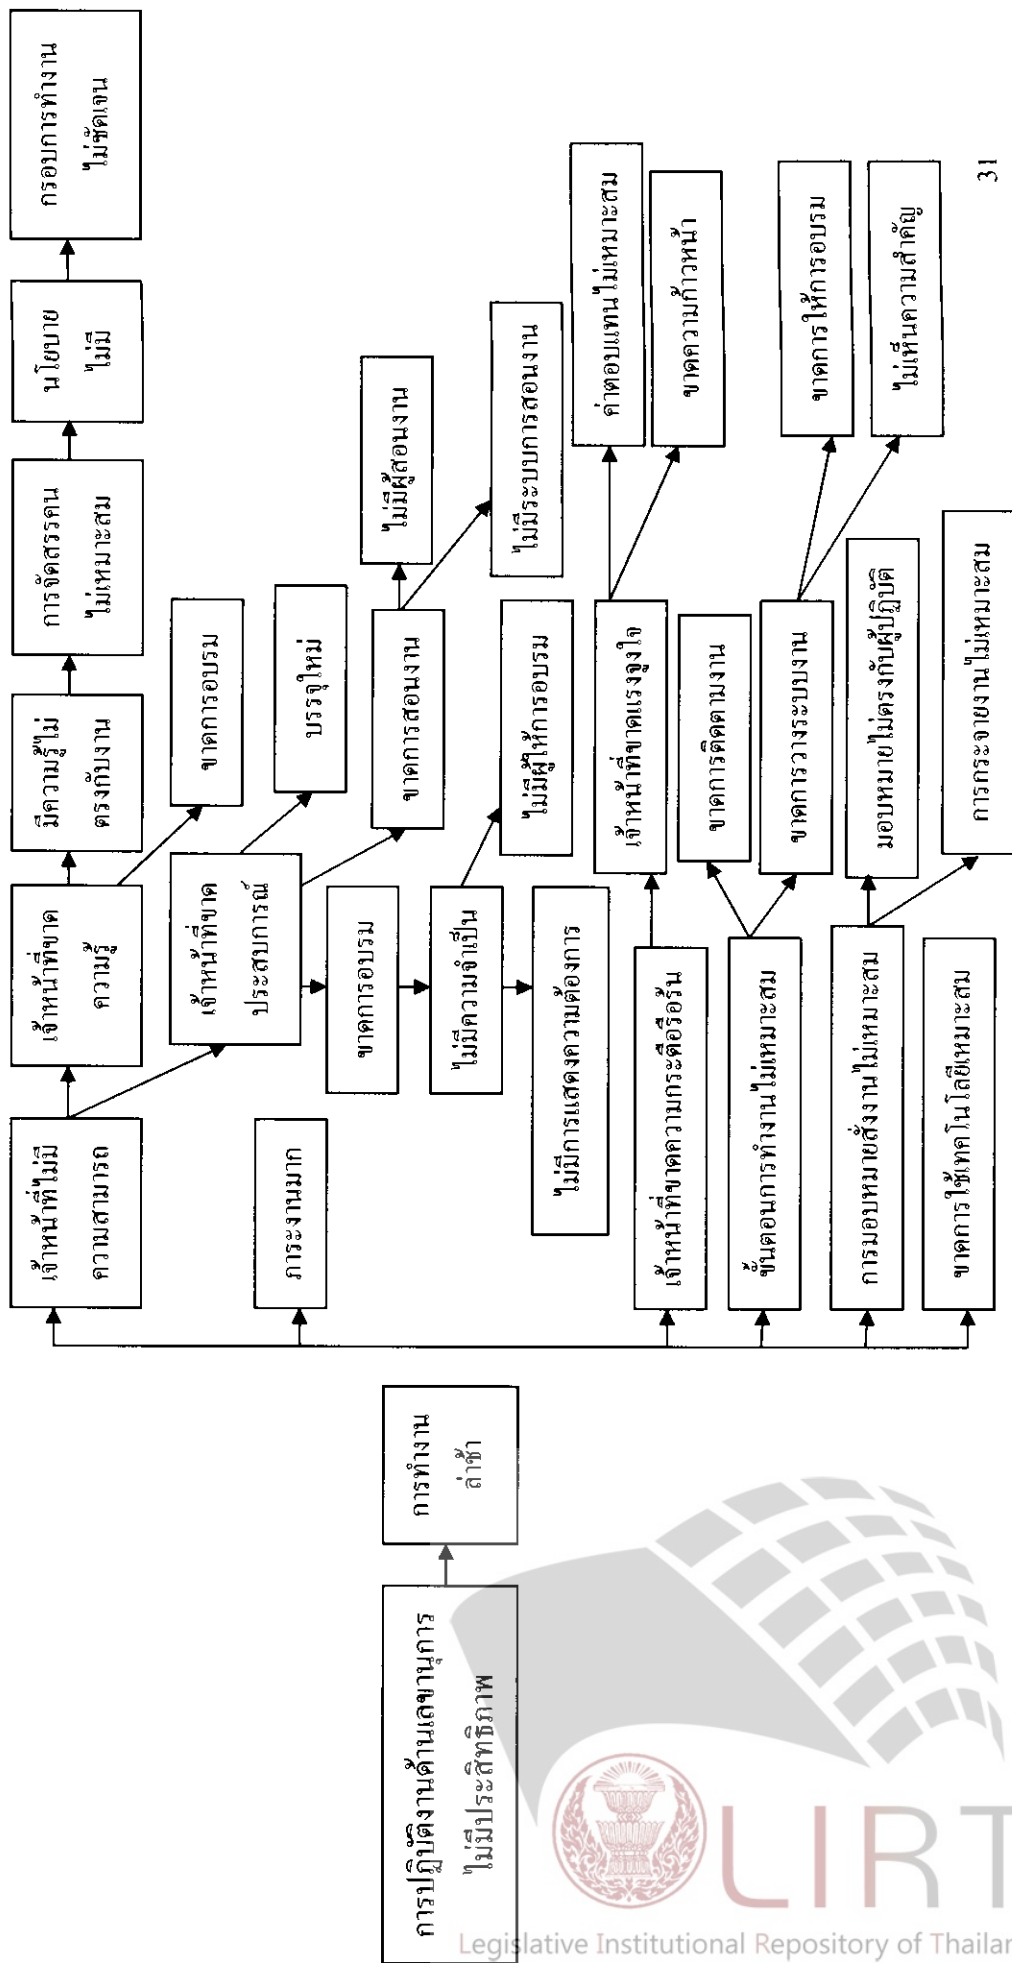 การปฏิบัติงานด้านเลขานุการ
ไม่มีประสิทธิภาพ
การทำงาน
ล่าช้า
เจ้าหน้าที่ไม่มี
ความสามารถ
เจ้าหน้าที่ขาด
ความรู้
มีความรู้ไม่
ตรงกับงาน
การจัดสรรคน
ไม่เหมาะสม
นโยบาย
ไม่มี
กรอบการทำงาน
ไม่ชัดเจน
ขาดการอบรม
เจ้าหน้าที่ขาด
ประสบการณ์
บรรจุใหม่
ขาดการสอนงาน
ไม่มีผู้สอนงาน
ไม่มีระบบการสอนงาน
ขาดการอบรม
ไม่มีความจำเป็น
ไม่มีผู้ให้การอบรม
ไม่มีการแสดงความต้องการ
ภาระงานมาก
เจ้าหน้าที่ขาดความกระตือรือร้น
เจ้าหน้าที่ขาดแรงจูงใจ
ค่าตอบแทนไม่เหมาะสม
ขาดความก้าวหน้า
ขั้นตอนการทำงานไม่เหมาะสม
ขาดการติดตามงาน
ขาดการวางระบบงาน
ขาดการให้การอบรม
ไม่เห็นความสำคัญ
การมอบหมายสั่งงานไม่เหมาะสม
มอบหมายไม่ตรงกับผู้ปฏิบัติ
การกระจายงานไม่เหมาะสม
ขาดการใช้เทคโนโลยีเหมาะสม
31
LIRT
Legislative Institutional Repository of Thailan